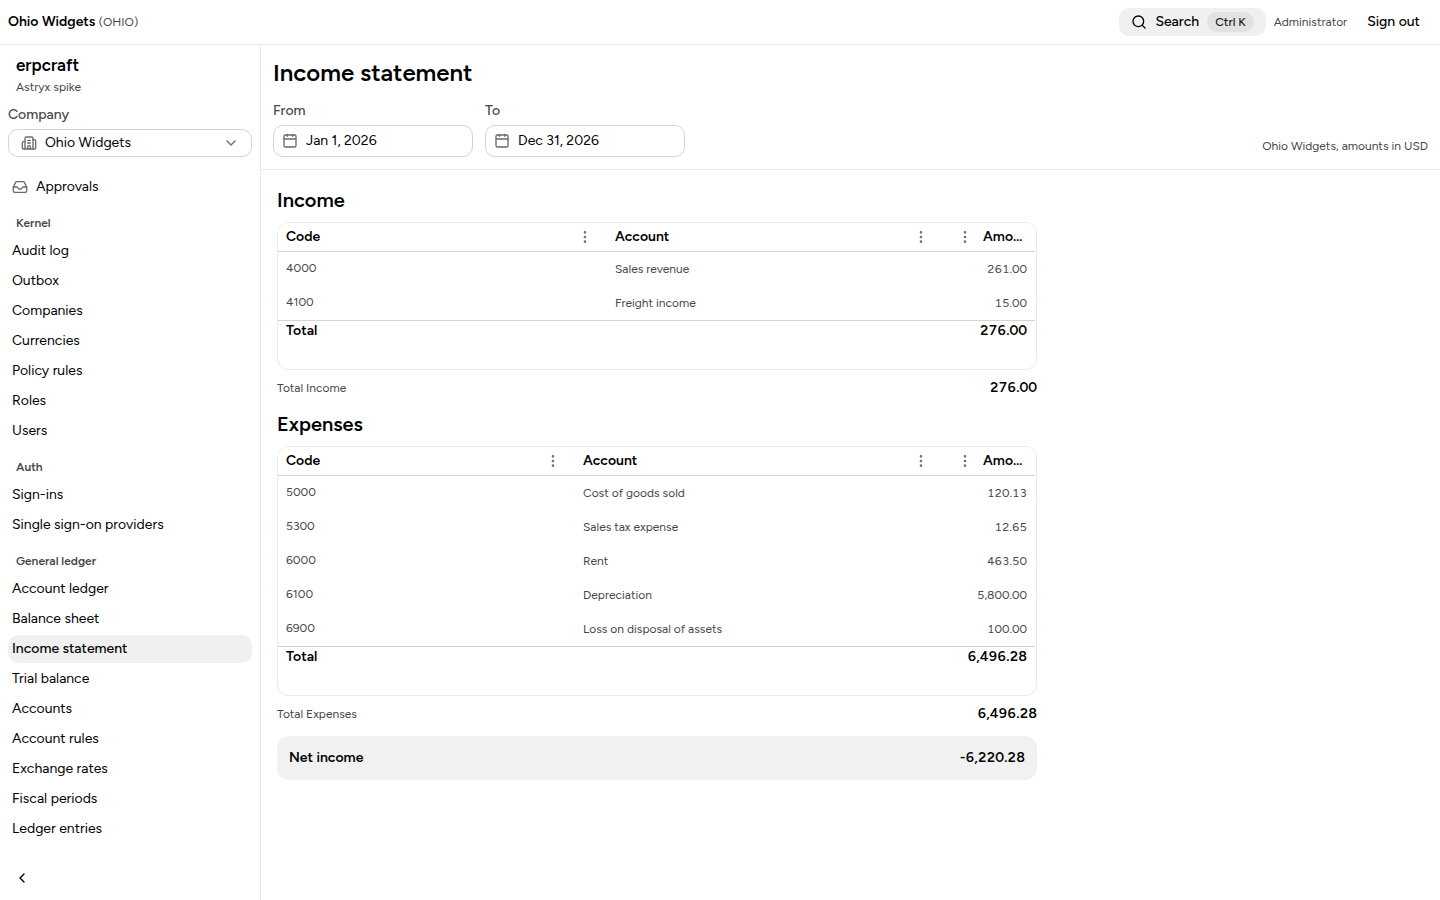 Ohio Widgets (OHIO)
Search Ctrl K Administrator Sign out
erpcraft
Astryx spike
Company
Ohio Widgets
Approvals
Kernel
Audit log
Outbox
Companies
Currencies
Policy rules
Roles
Users
Auth
Sign-ins
Single sign-on providers
General ledger
Account ledger
Balance sheet
Income statement
Trial balance
Accounts
Account rules
Exchange rates
Fiscal periods
Ledger entries
Income statement
From To
Jan 1, 2026 Dec 31, 2026
Ohio Widgets, amounts in USD
Income
Code Account Amo...
4000 Sales revenue 261.00
4100 Freight income 15.00
Total 276.00
Total Income 276.00
Expenses
Code Account Amo...
5000 Cost of goods sold 120.13
5300 Sales tax expense 12.65
6000 Rent 463.50
6100 Depreciation 5,800.00
6900 Loss on disposal of assets 100.00
Total 6,496.28
Total Expenses 6,496.28
Net income -6,220.28